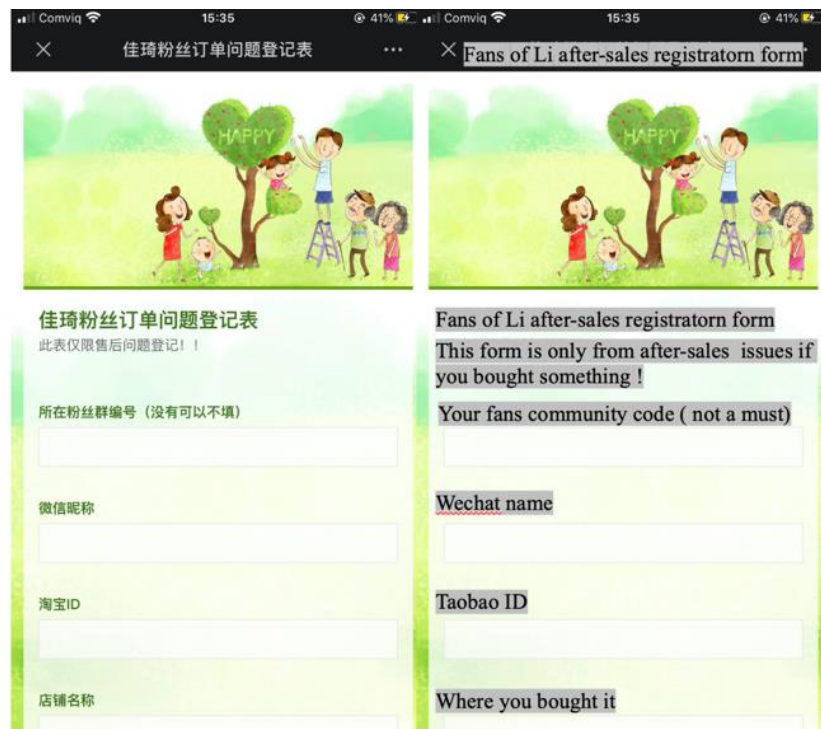 Comviq 15:35 41%
佳琦粉丝订单问题登记表 ...
HAPPY
佳琦粉丝订单问题登记表
此表仅限售后问题登记！！
所在粉丝群编号（没有可以不填）
微信昵称
淘宝ID
店铺名称
Comviq 15:35 41%
Fans of Li after-sales registratorn form
HAPPY
Fans of Li after-sales registratorn form
This form is only from after-sales issues if
you bought something !
Your fans community code ( not a must)
Wechat name
Taobao ID
Where you bought it